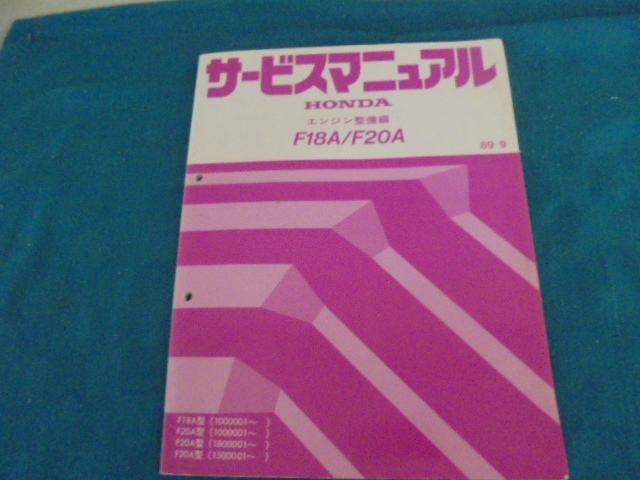 サービスマニュアル
HONDA
エンジン整備編
F18A/F20A
89-9
F18A型 (1000001～ )
F20A型 (1000001～ )
F20A型 (1800001～ )
F20A型 (1500001～ )